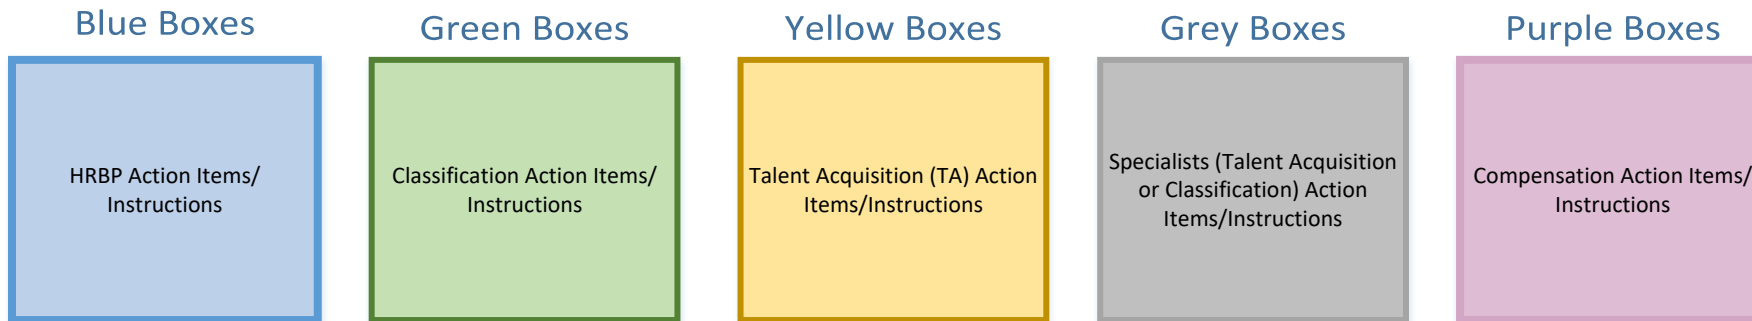 Blue Boxes
Green Boxes
Yellow Boxes
Grey Boxes
Purple Boxes
HRBP Action Items/
Instructions
Classification Action Items/
Instructions
Talent Acquisition (TA) Action
Items/Instructions
Specialists (Talent Acquisition
or Classification) Action
Items/Instructions
Compensation Action Items/
Instructions